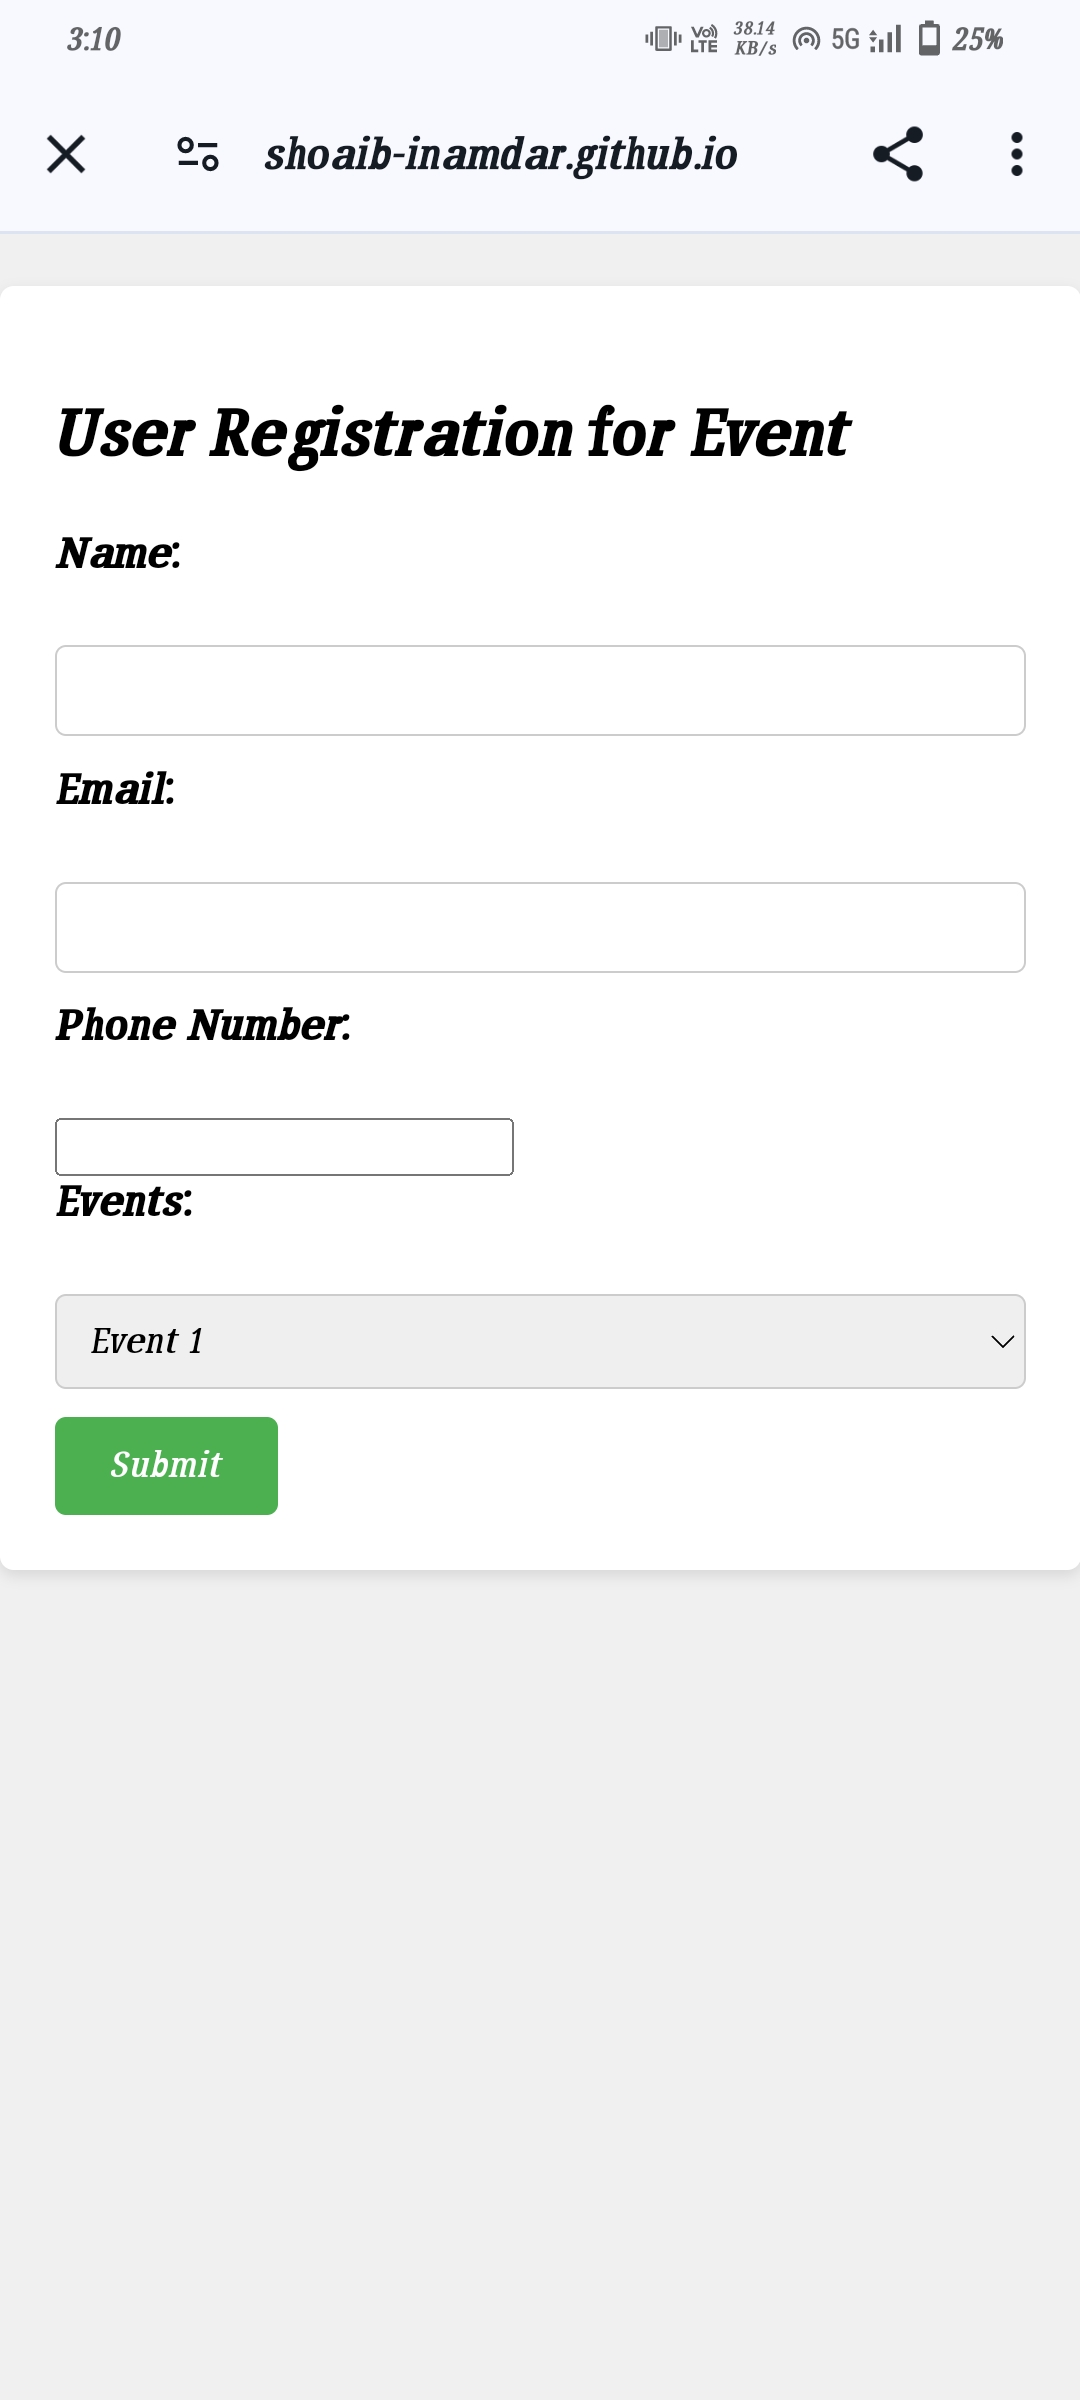 3:10 Vo) LTE 38.14 KB/s 5G 25%
shoaib-inamdar.github.io
User Registration for Event
Name:
Email:
Phone Number:
Events:
Event 1
Submit